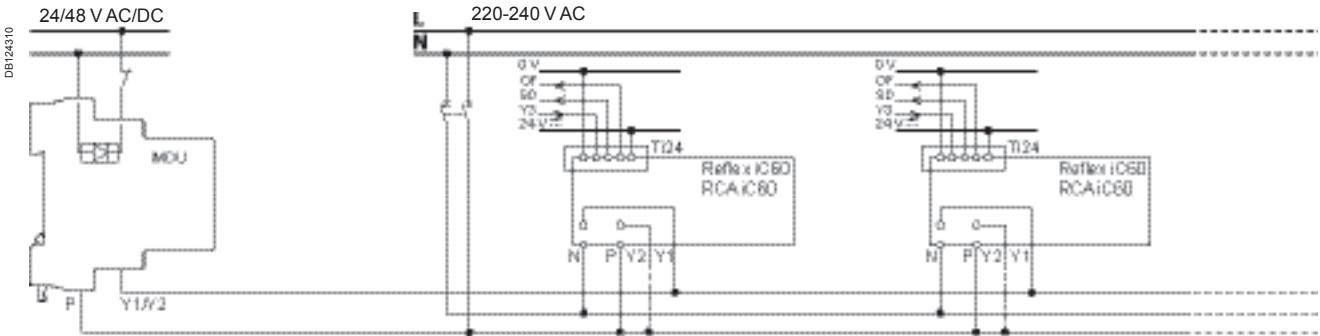 24/48 V AC/DC
L
220-240 V AC
N
DB124310
0 V
OF
SD
Y3
24 V
Ti24
Reflex iC60
RCA iC60
N P Y2 Y1
0 V
OF
SD
Y3
24 V
Ti24
Reflex iC60
RCA iC60
N P Y2 Y1
iMDU
P Y1/Y2